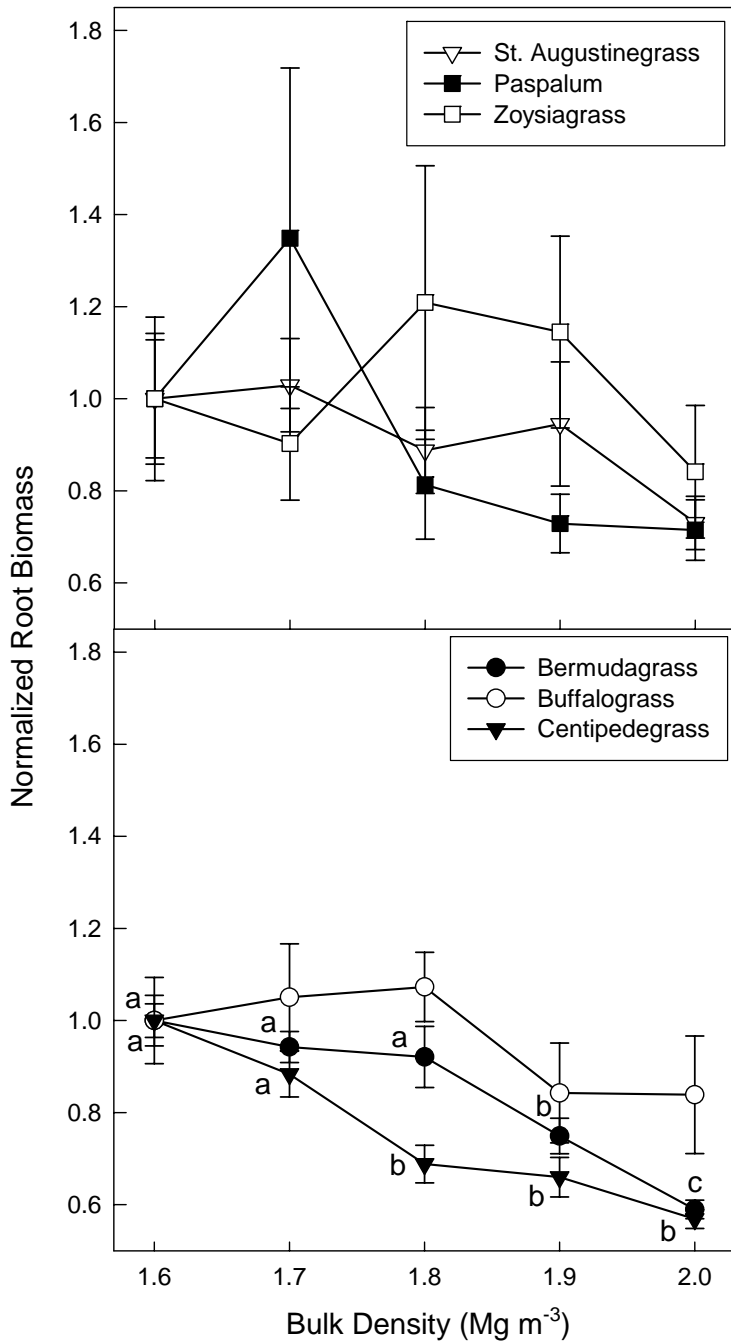 1.8
1.6
1.4
1.2
1.0
0.8
0.6
St. Augustinegrass
Paspalum
Zoysiagrass
Normalized Root Biomass
1.8
1.6
1.4
1.2
1.0
0.8
0.6
Bermudagrass
Buffalograss
Centipedegrass
a
a
a
b
c
a
a
b
b
b
1.6 1.7 1.8 1.9 2.0
Bulk Density (Mg m⁻³)